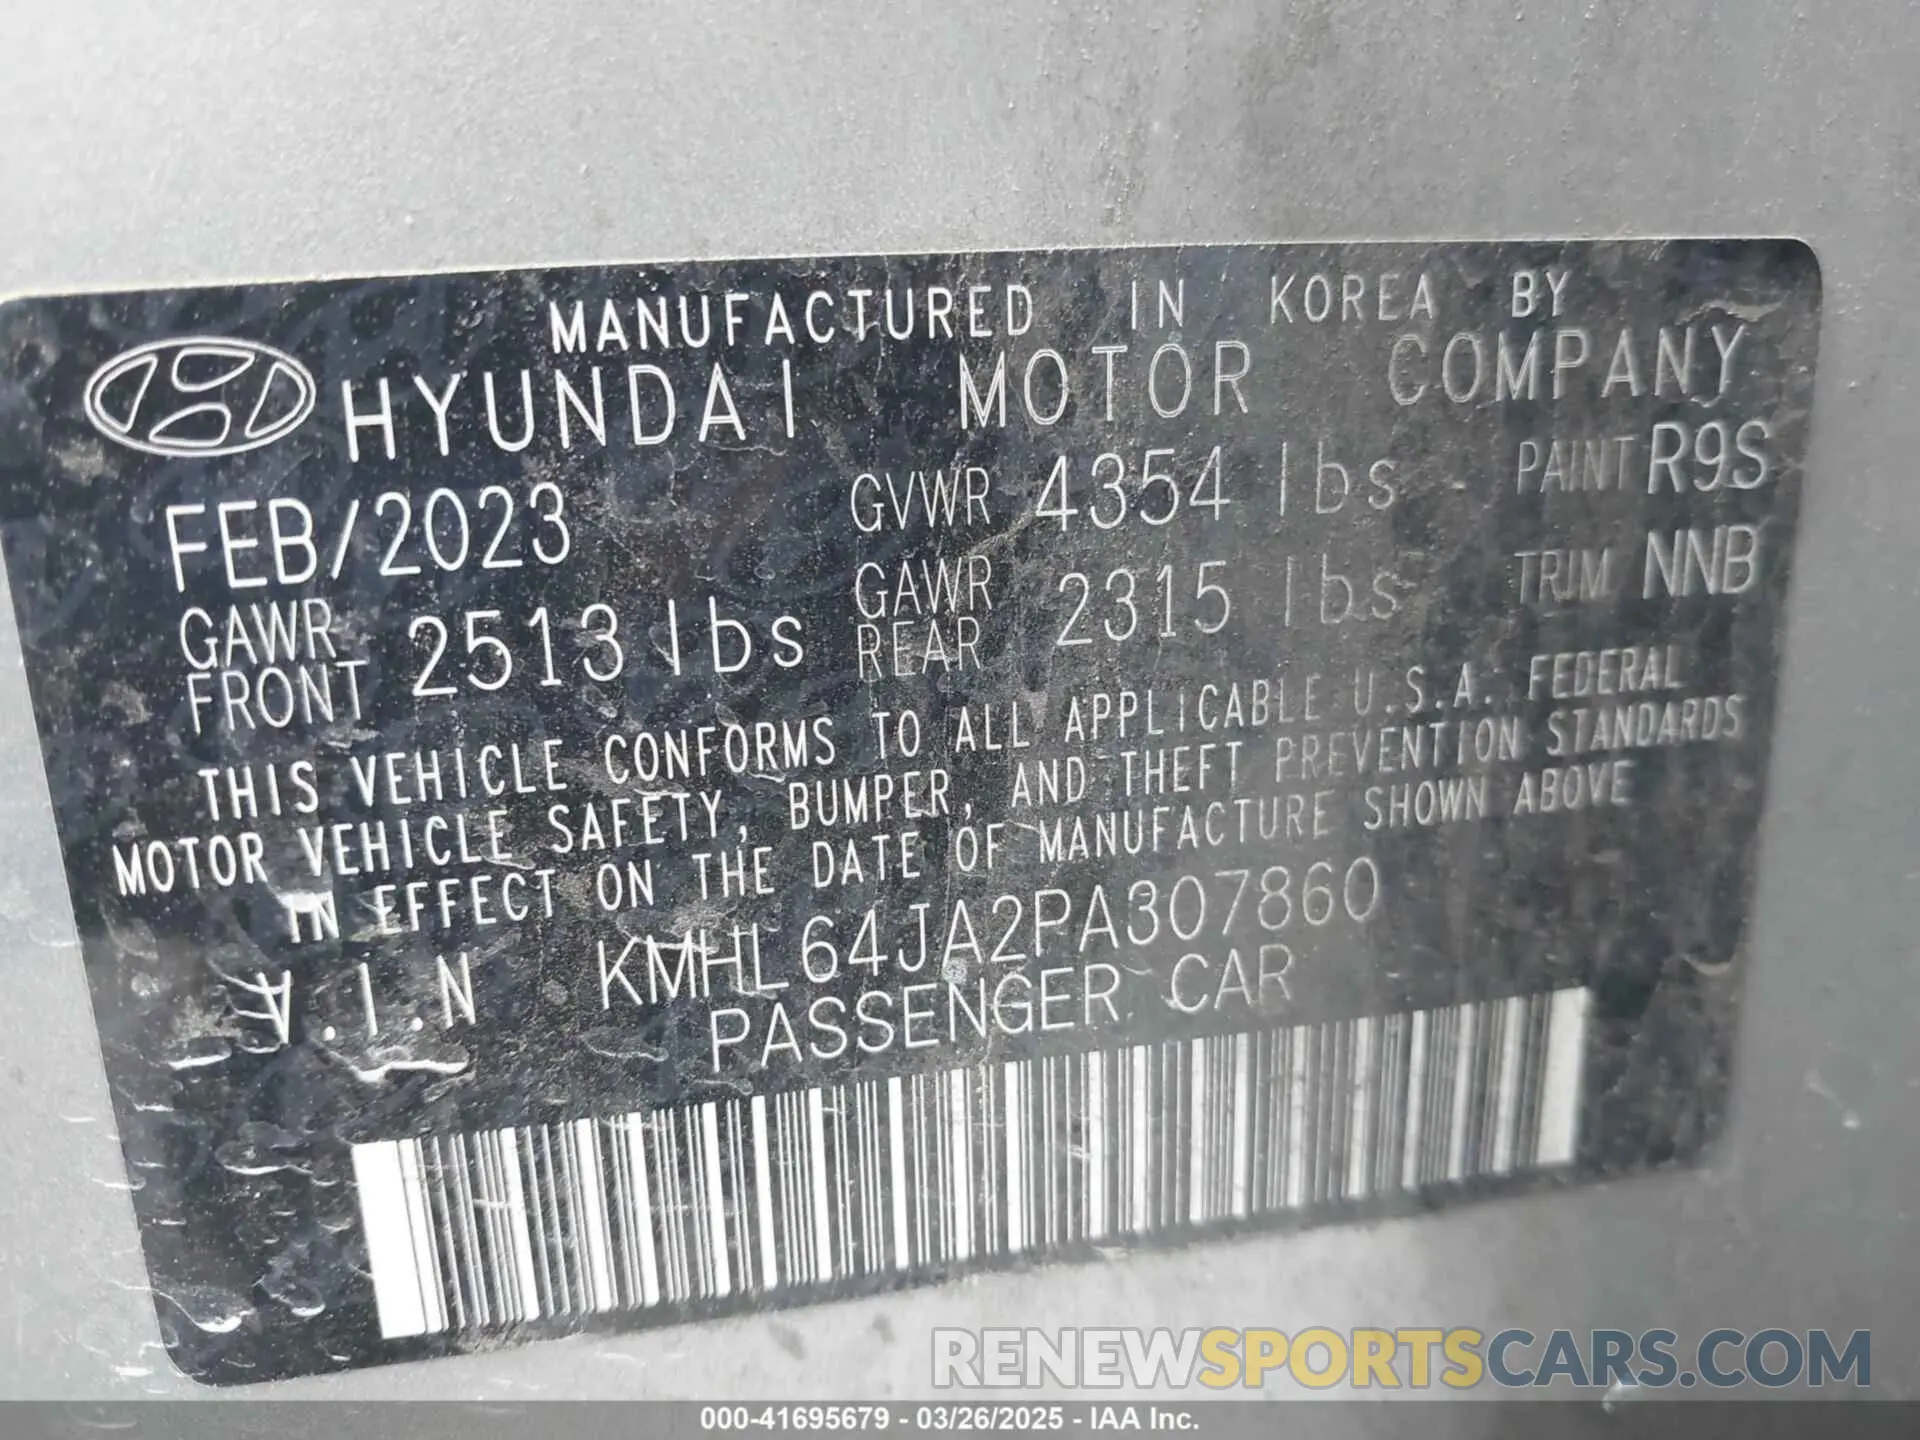 MANUFACTURED IN KOREA BY
HYUNDAI MOTOR COMPANY
FEB/2023 GVWR 4354 lbs PAINT R9S
GAWR FRONT 2513 lbs GAWR REAR 2315 lbs TRIM NNB
THIS VEHICLE CONFORMS TO ALL APPLICABLE U.S.A. FEDERAL
MOTOR VEHICLE SAFETY, BUMPER, AND THEFT PREVENTION STANDARDS
IN EFFECT ON THE DATE OF MANUFACTURE SHOWN ABOVE
V.I.N KMHL64JA2PA307860
PASSENGER CAR
RENEWSPORTSCARS.COM
000-41695679 - 03/26/2025 - IAA Inc.